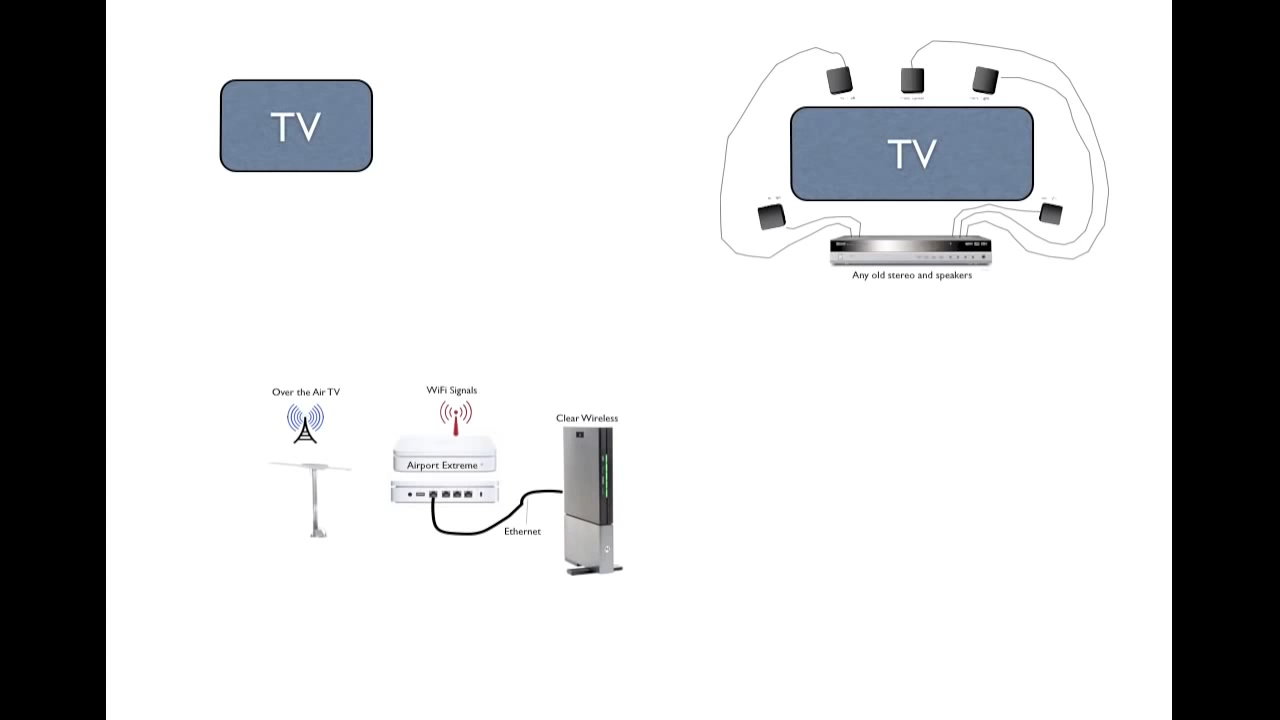 TV
TV
Any old stereo and speakers
Over the Air TV
WiFi Signals
Clear Wireless
Airport Extreme
Ethernet